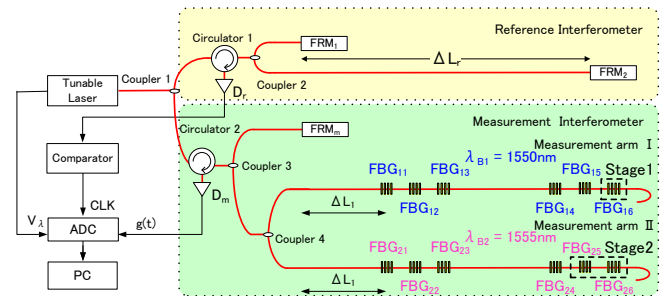 Reference Interferometer
Circulator 1
FRM1
ΔLr
FRM2
Coupler 1
Coupler 2
Tunable
Laser
Dr
Circulator 2
Measurement Interferometer
FRMm
Comparator
Coupler 3
Measurement arm I
λB1 = 1550nm
FBG11
FBG13
FBG15
Stage1
Dm
CLK
ΔL1
FBG12
FBG14
FBG16
Vλ
ADC
g(t)
Coupler 4
Measurement arm II
λB2 = 1555nm
FBG21
FBG23
FBG25
Stage2
PC
ΔL1
FBG22
FBG24
FBG26